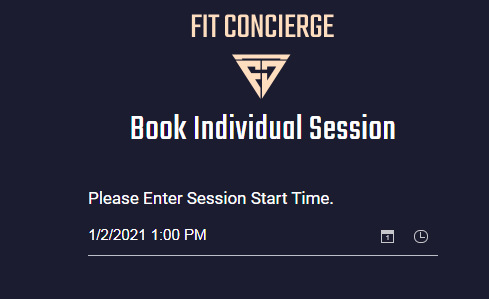 FIT CONCIERGE
Book Individual Session
Please Enter Session Start Time.
1/2/2021 1:00 PM